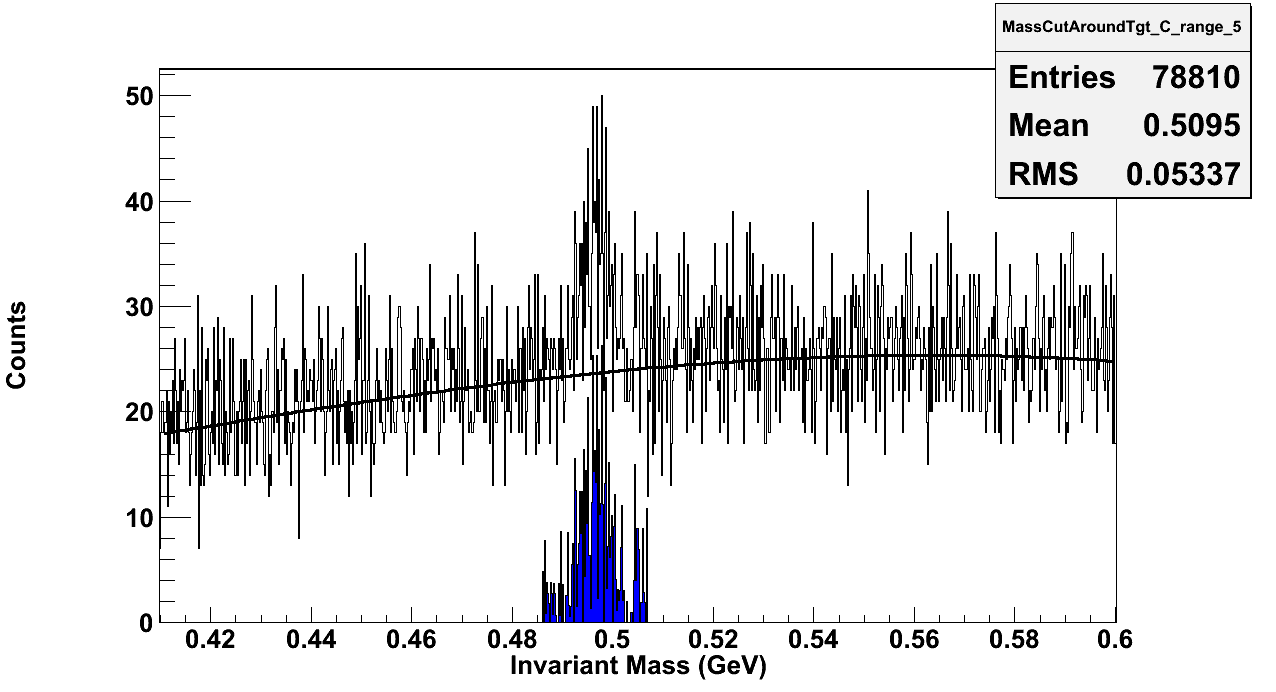 MassCutAroundTgt_C_range_5
Entries 78810
Mean 0.5095
RMS 0.05337
50
40
30
20
10
0
Counts
0.42 0.44 0.46 0.48 0.5 0.52 0.54 0.56 0.58 0.6
Invariant Mass (GeV)